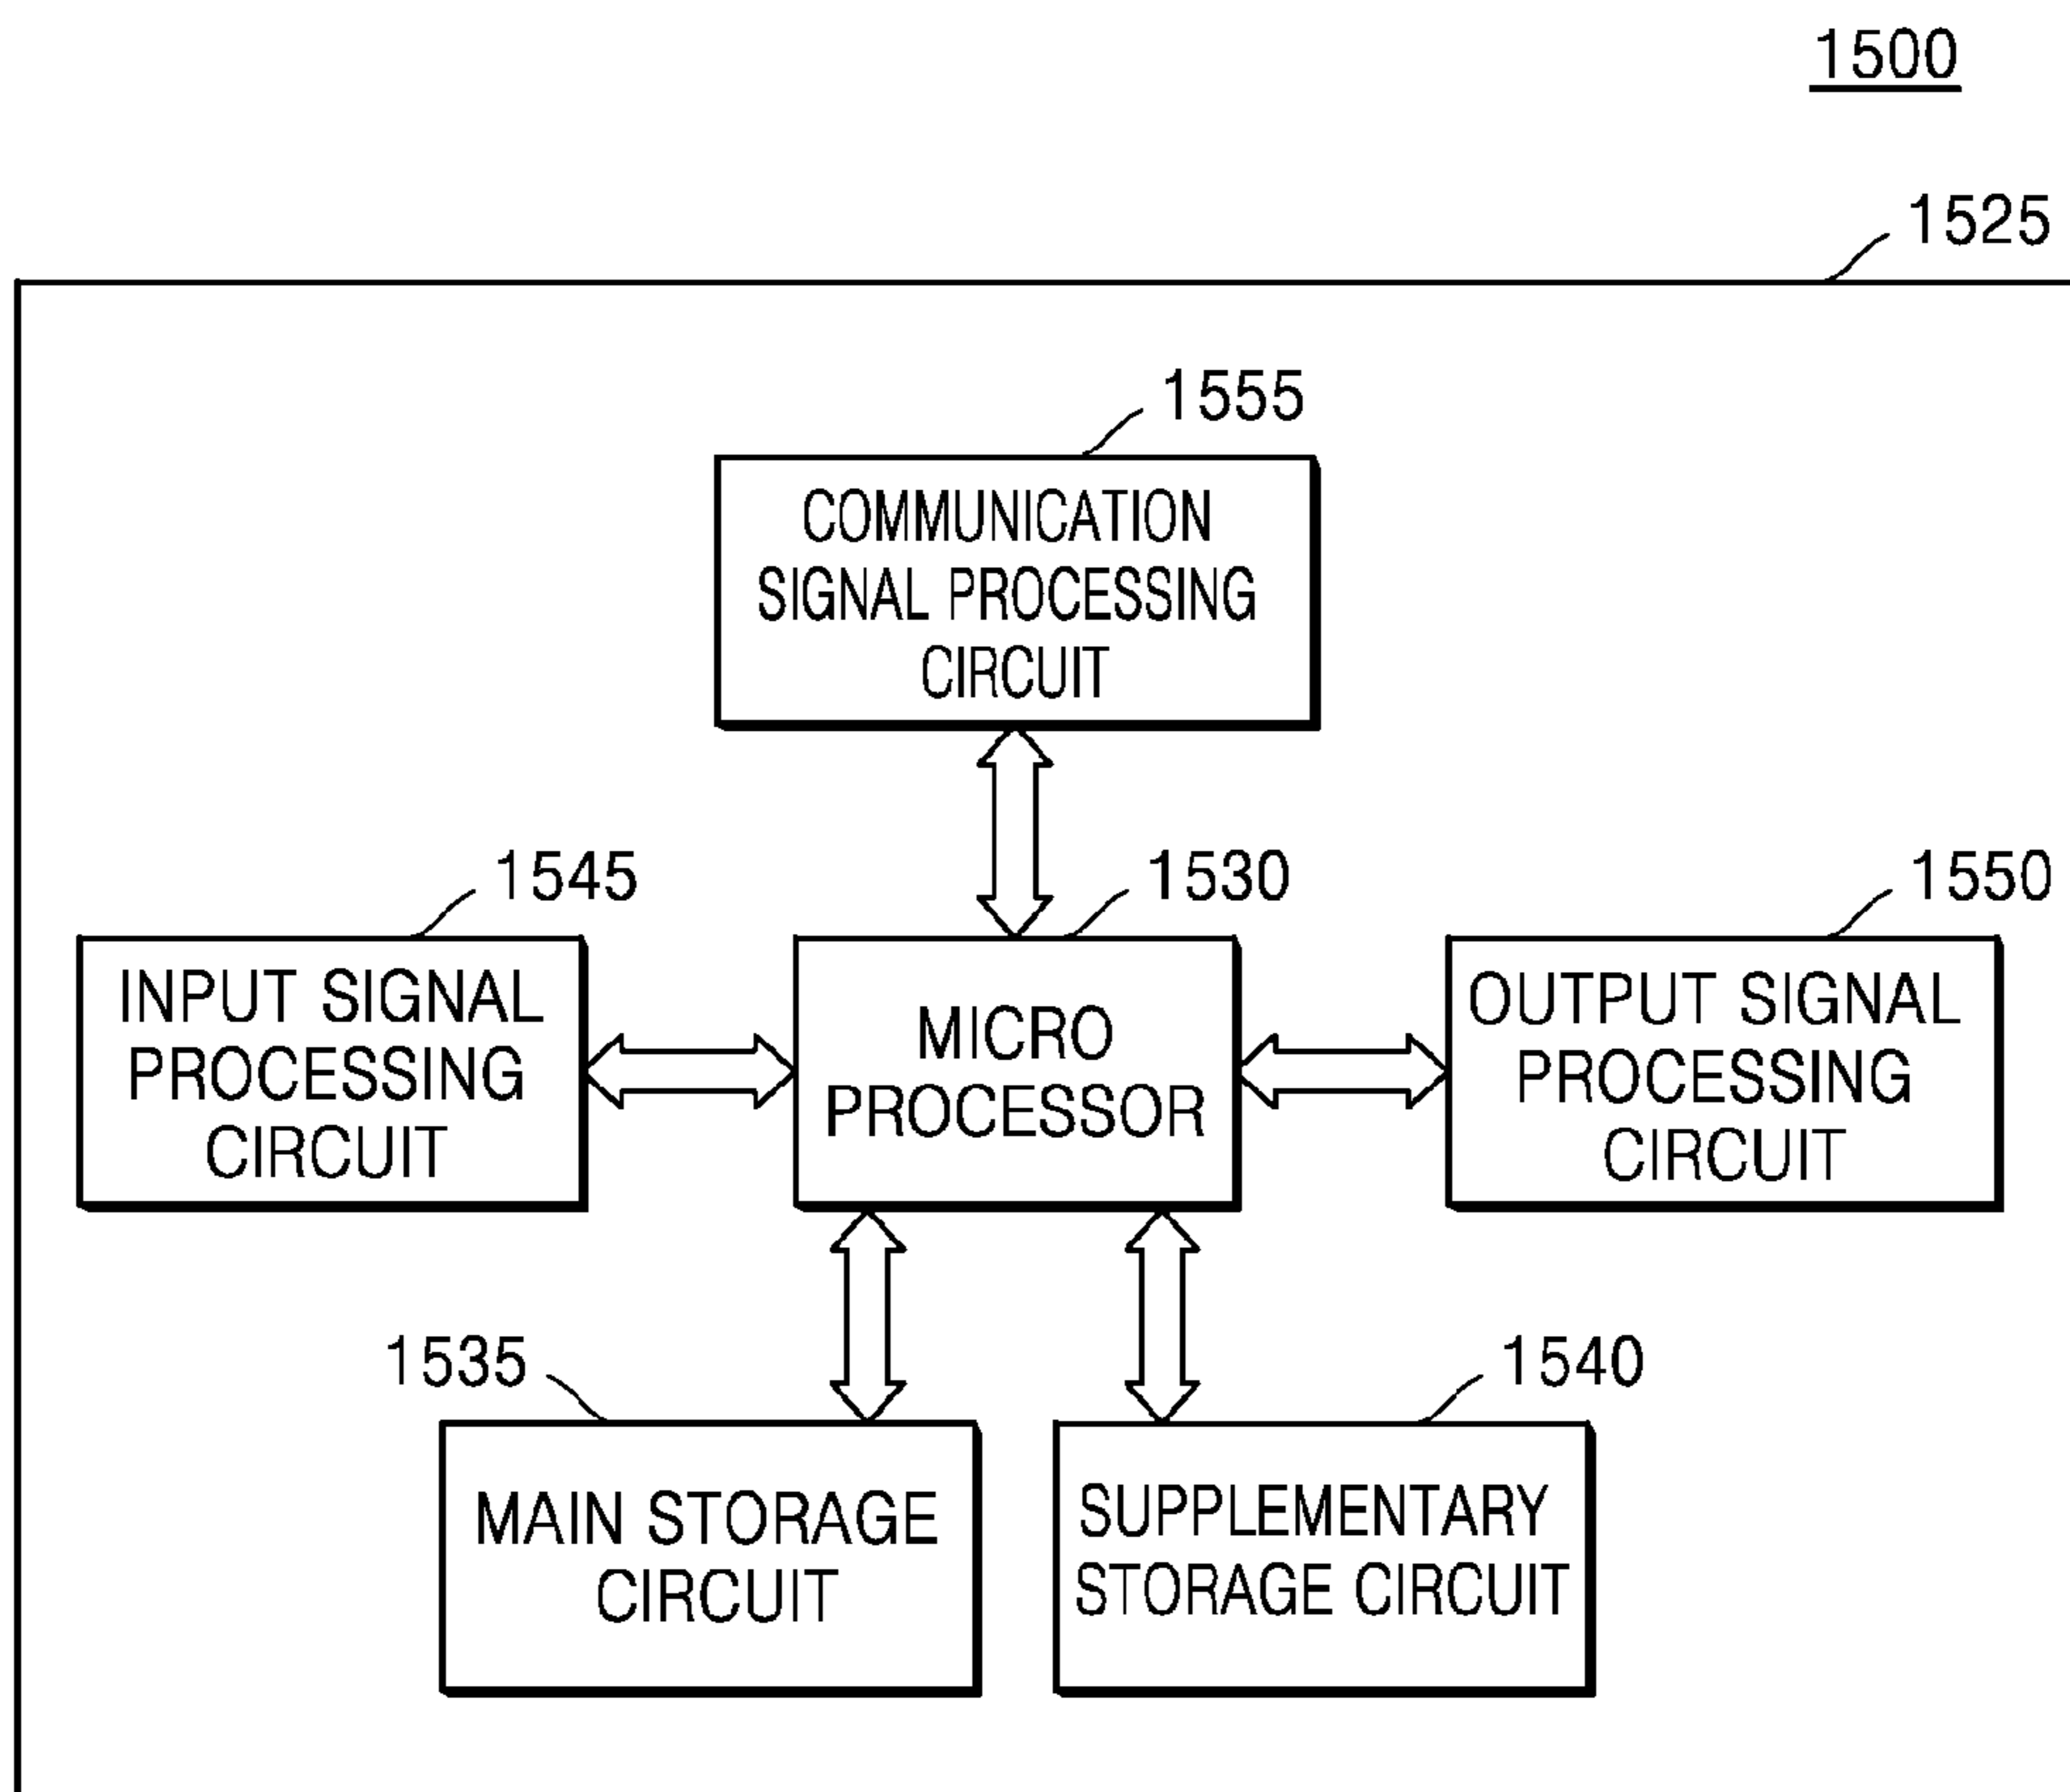 1500
1525
1555
COMMUNICATION
SIGNAL PROCESSING
CIRCUIT
1545
1530
1550
INPUT SIGNAL
PROCESSING
CIRCUIT
MICRO
PROCESSOR
OUTPUT SIGNAL
PROCESSING
CIRCUIT
1535
1540
MAIN STORAGE
CIRCUIT
SUPPLEMENTARY
STORAGE CIRCUIT